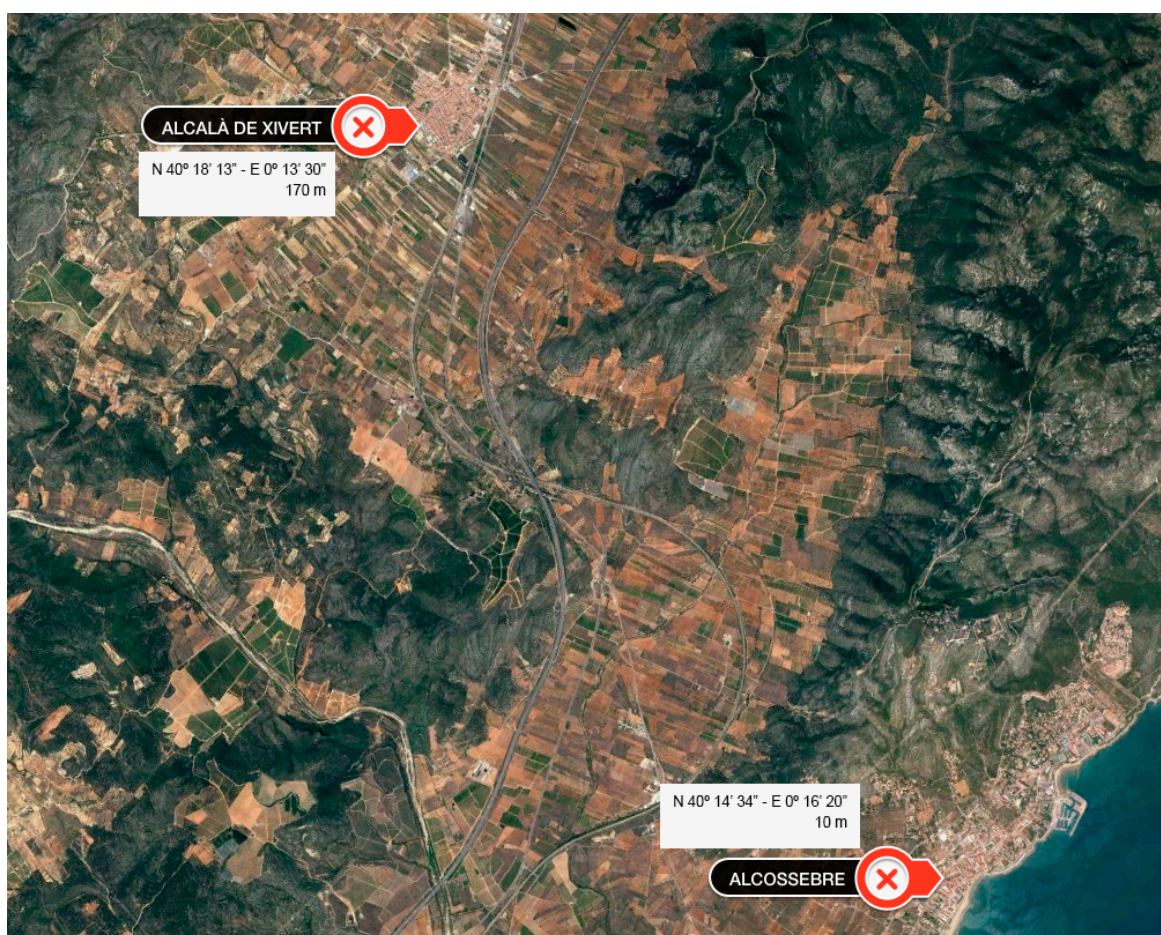 ALCALÀ DE XIVERT
N 40º 18’ 13” - E 0º 13’ 30”
170 m
N 40º 14’ 34” - E 0º 16’ 20”
10 m
ALCOSSEBRE